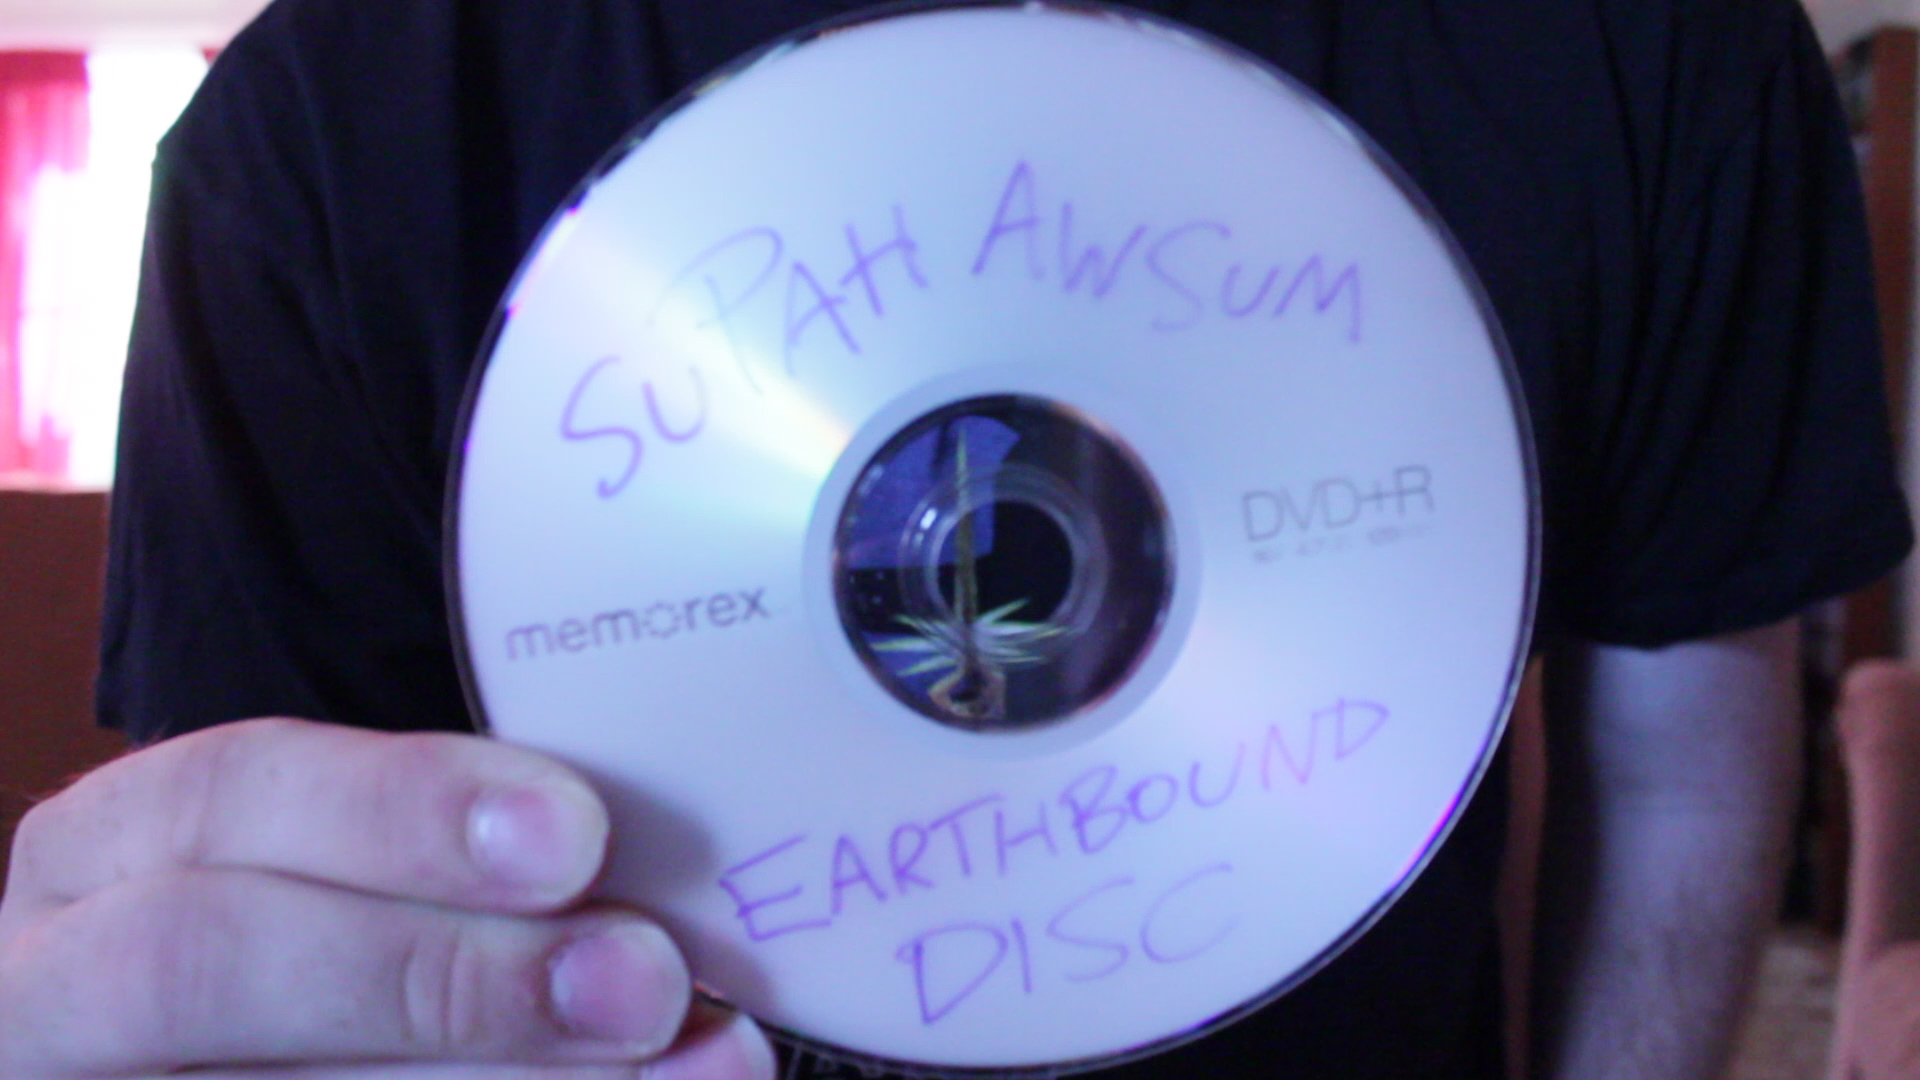 SUPAH AWSUM
memorex
DVD+R
EARTHBOUND
DISC